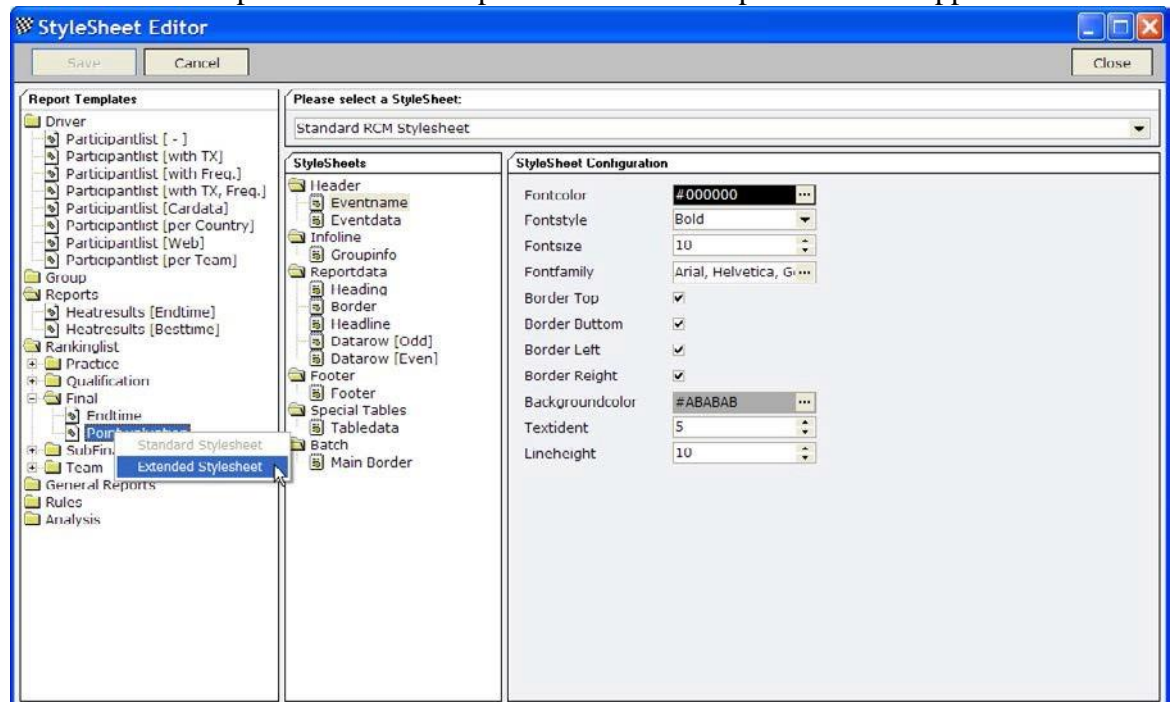 StyleSheet Editor
Save
Cancel
Close
Report Templates
Driver
Participantlist [ - ]
Participantlist [with TX]
Participantlist [with Freq.]
Participantlist [with TX, Freq.]
Participantlist [Cardata]
Participantlist [per Country]
Participantlist [Web]
Participantlist [per Team]
Group
Reports
Heatresults [Endtime]
Heatresults [Besttime]
Rankinglist
Practice
Qualification
Final
Endtime
SubFin
Team
General Reports
Rules
Analysis
Standard Stylesheet
Extended Stylesheet
Please select a StyleSheet:
Standard RCM Stylesheet
StyleSheets
Header
Eventname
Eventdata
Infoline
Groupinfo
Reportdata
Heading
Border
Headline
Datarow [Odd]
Datarow [Even]
Footer
Footer
Special Tables
Tabledata
Batch
Main Border
StyleSheet Configuration
Fontcolor #000000 ...
Fontstyle Bold
Fontsize 10
Fontfamily Arial, Helvetica, G ...
Border Top
Border Buttom
Border Left
Border Reight
Backgroundcolor #ABABAB ...
Textident 5
Lineheight 10